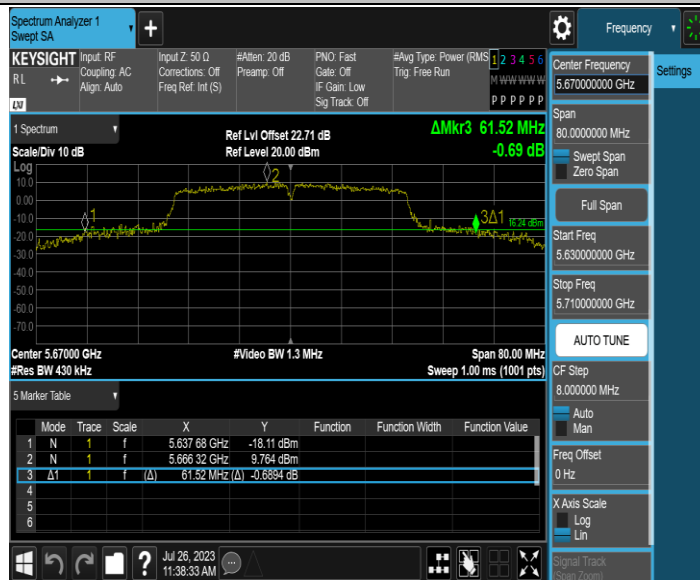 Spectrum Analyzer 1
Swept SA
Frequency
KEYSIGHT
Input: RF
Coupling: AC
Align: Auto
Input Z: 50 Ω
Corrections: Off
Freq Ref: Int (S)
#Atten: 20 dB
Preamp: Off
PNO: Fast
Gate: Off
IF Gain: Low
Sig Track: Off
#Avg Type: Power (RMS
Trig: Free Run
1 2 3 4 5 6
M W W W W W
P P P P P P
R L
LXI
Center Frequency
5.670000000 GHz
Settings
Span
80.0000000 MHz
Swept Span
Zero Span
Full Span
Start Freq
5.630000000 GHz
Stop Freq
5.710000000 GHz
AUTO TUNE
CF Step
8.000000 MHz
Auto
Man
Freq Offset
0 Hz
X Axis Scale
Log
Lin
Signal Track
(Span Zoom)
1 Spectrum
Scale/Div 10 dB
Ref Lvl Offset 22.71 dB
Ref Level 20.00 dBm
ΔMkr3 61.52 MHz
-0.69 dB
Log
10.0
0.00
-10.0
-20.0
-30.0
-40.0
-50.0
-60.0
-70.0
1
2
3Δ1
Center 5.67000 GHz
#Video BW 1.3 MHz
Span 80.00 MHz
#Res BW 430 kHz
Sweep 1.00 ms (1001 pts)
5 Marker Table
Mode Trace Scale X Y Function Function Width Function Value
1 N 1 f 5.637 68 GHz -18.11 dBm
2 N 1 f 5.666 32 GHz 9.764 dBm
3 Δ1 1 f (Δ) 61.52 MHz (Δ) -0.6894 dB
4
5
6
Jul 26, 2023
11:38:33 AM